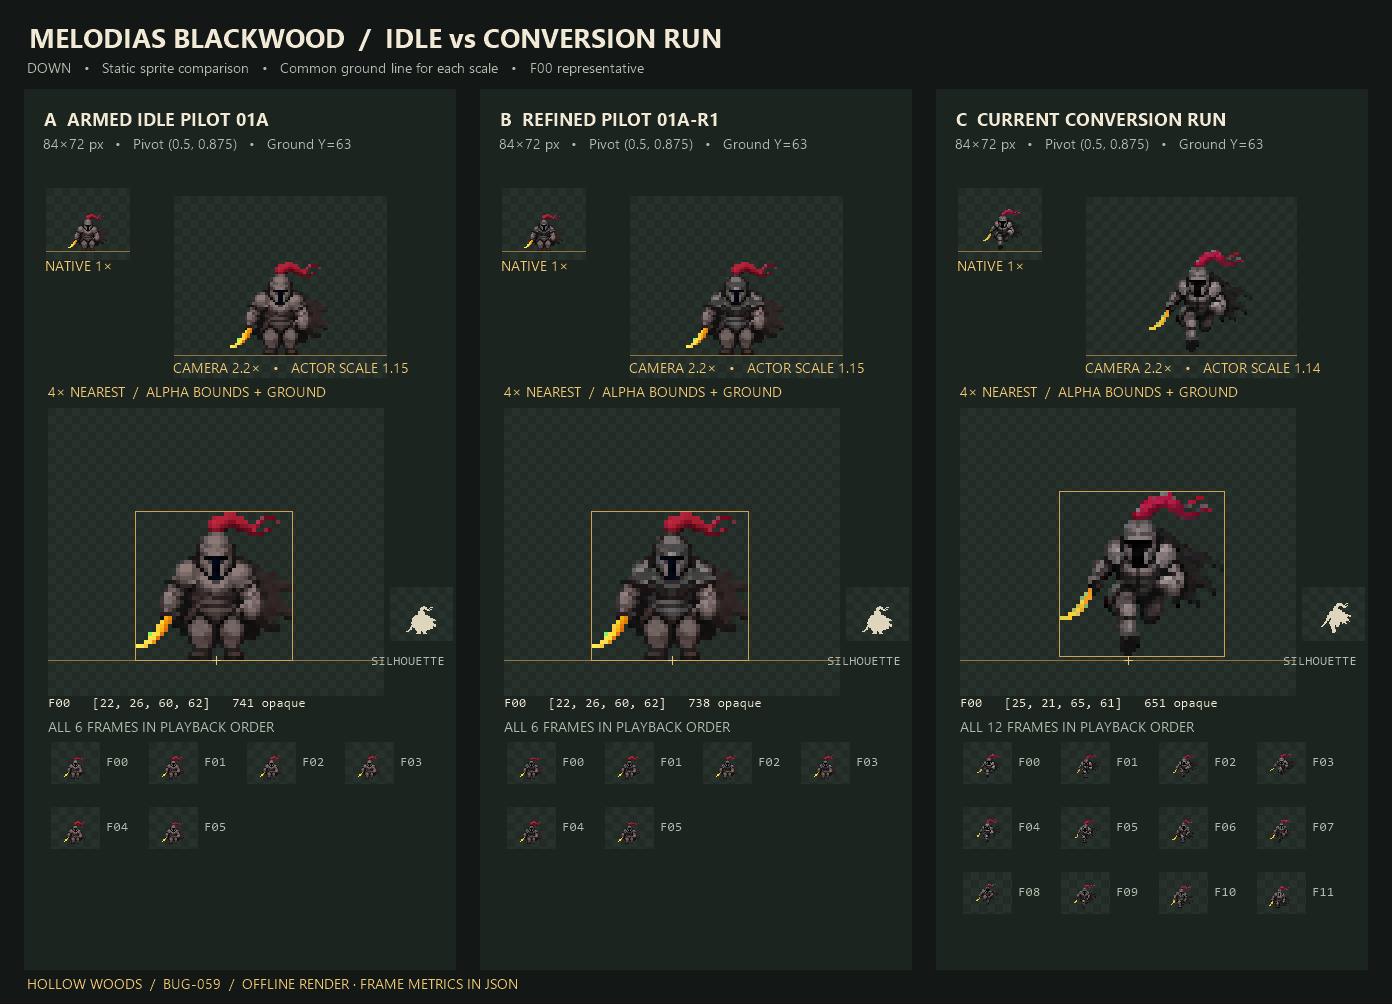 MELODIAS BLACKWOOD / IDLE vs CONVERSION RUN
DOWN • Static sprite comparison • Common ground line for each scale • F00 representative
A ARMED IDLE PILOT 01A
84×72 px • Pivot (0.5, 0.875) • Ground Y=63
NATIVE 1×
CAMERA 2.2× • ACTOR SCALE 1.15
4× NEAREST / ALPHA BOUNDS + GROUND
SILHOUETTE
F00 [22, 26, 60, 62] 741 opaque
ALL 6 FRAMES IN PLAYBACK ORDER
F00 F01 F02 F03
F04 F05
B REFINED PILOT 01A-R1
84×72 px • Pivot (0.5, 0.875) • Ground Y=63
NATIVE 1×
CAMERA 2.2× • ACTOR SCALE 1.15
4× NEAREST / ALPHA BOUNDS + GROUND
SILHOUETTE
F00 [22, 26, 60, 62] 738 opaque
ALL 6 FRAMES IN PLAYBACK ORDER
F00 F01 F02 F03
F04 F05
C CURRENT CONVERSION RUN
84×72 px • Pivot (0.5, 0.875) • Ground Y=63
NATIVE 1×
CAMERA 2.2× • ACTOR SCALE 1.14
4× NEAREST / ALPHA BOUNDS + GROUND
SILHOUETTE
F00 [25, 21, 65, 61] 651 opaque
ALL 12 FRAMES IN PLAYBACK ORDER
F00 F01 F02 F03
F04 F05 F06 F07
F08 F09 F10 F11
HOLLOW WOODS / BUG-059 / OFFLINE RENDER · FRAME METRICS IN JSON